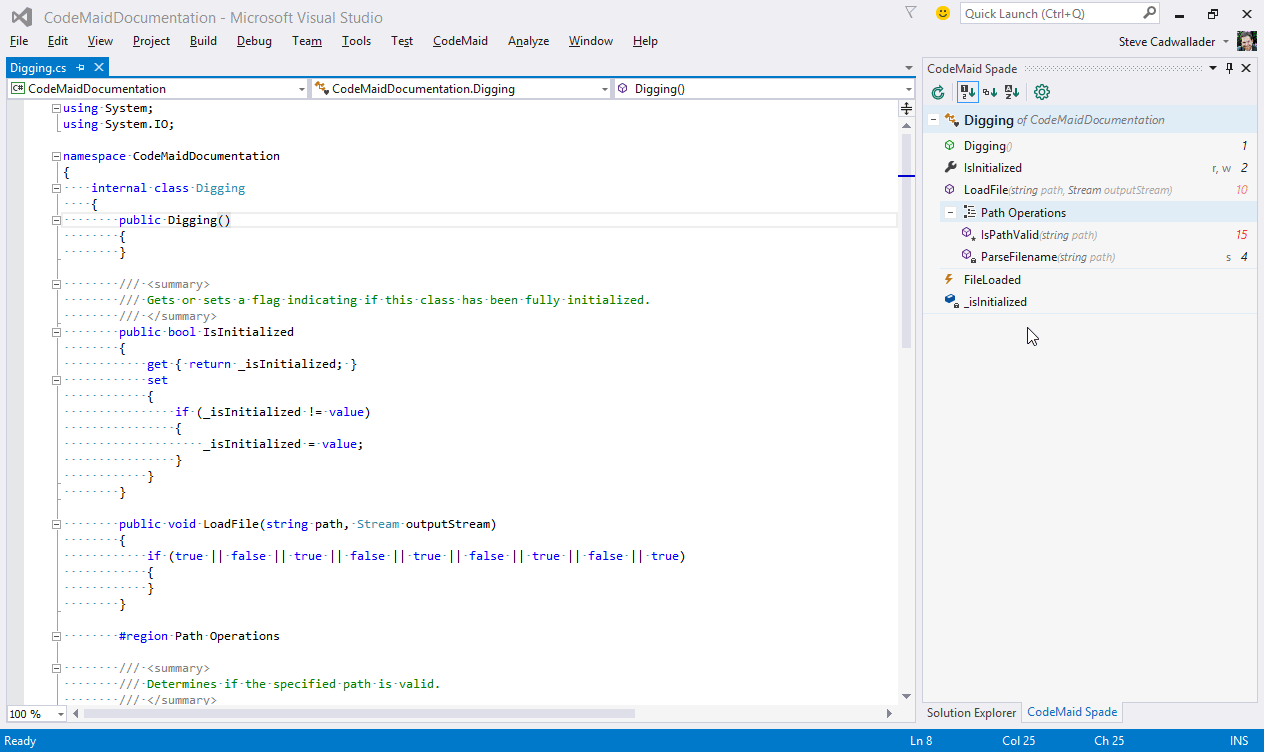 CodeMaidDocumentation - Microsoft Visual Studio
Quick Launch (Ctrl+Q)
File Edit View Project Build Debug Team Tools Test CodeMaid Analyze Window Help
Steve Cadwallader
Digging.cs
C# CodeMaidDocumentation
CodeMaidDocumentation.Digging
Digging()
using System;
using System.IO;
namespace CodeMaidDocumentation
{
internal class Digging
{
public Digging()
{
}
/// <summary>
/// Gets or sets a flag indicating if this class has been fully initialized.
/// </summary>
public bool IsInitialized
{
get { return _isInitialized; }
set
{
if (_isInitialized != value)
{
_isInitialized = value;
}
}
}
public void LoadFile(string path, Stream outputStream)
{
if (true || false || true || false || true || false || true || false || true)
{
}
}
#region Path Operations
/// <summary>
/// Determines if the specified path is valid.
/// </summary>
100 %
CodeMaid Spade
Digging of CodeMaidDocumentation
Digging() 1
IsInitialized r, w 2
LoadFile(string path, Stream outputStream) 10
Path Operations
IsPathValid(string path) 15
ParseFilename(string path) s 4
FileLoaded
_isInitialized
Solution Explorer CodeMaid Spade
Ready Ln 8 Col 25 Ch 25 INS